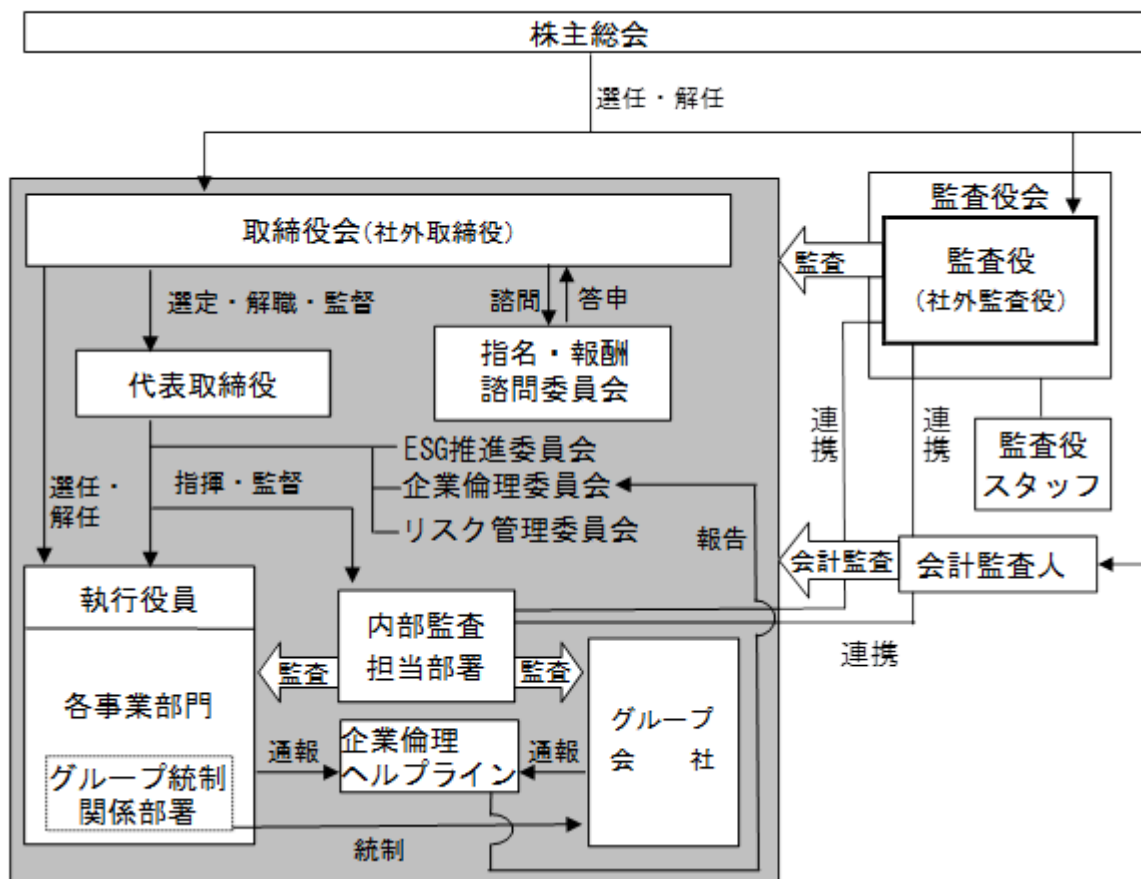 株主総会
選任・解任
監査役会
取締役会(社外取締役)
監査
監査役
(社外監査役)
選定・解職・監督
諮問
答申
代表取締役
指名・報酬
諮問委員会
連携
連携
監査役
スタッフ
ESG推進委員会
選任・
解任
指揮・監督
企業倫理委員会
リスク管理委員会
報告
会計監査
会計監査人
執行役員
内部監査
担当部署
連携
監査
監査
各事業部門
グループ
会 社
通報
企業倫理
ヘルプライン
通報
グループ統制
関係部署
統制